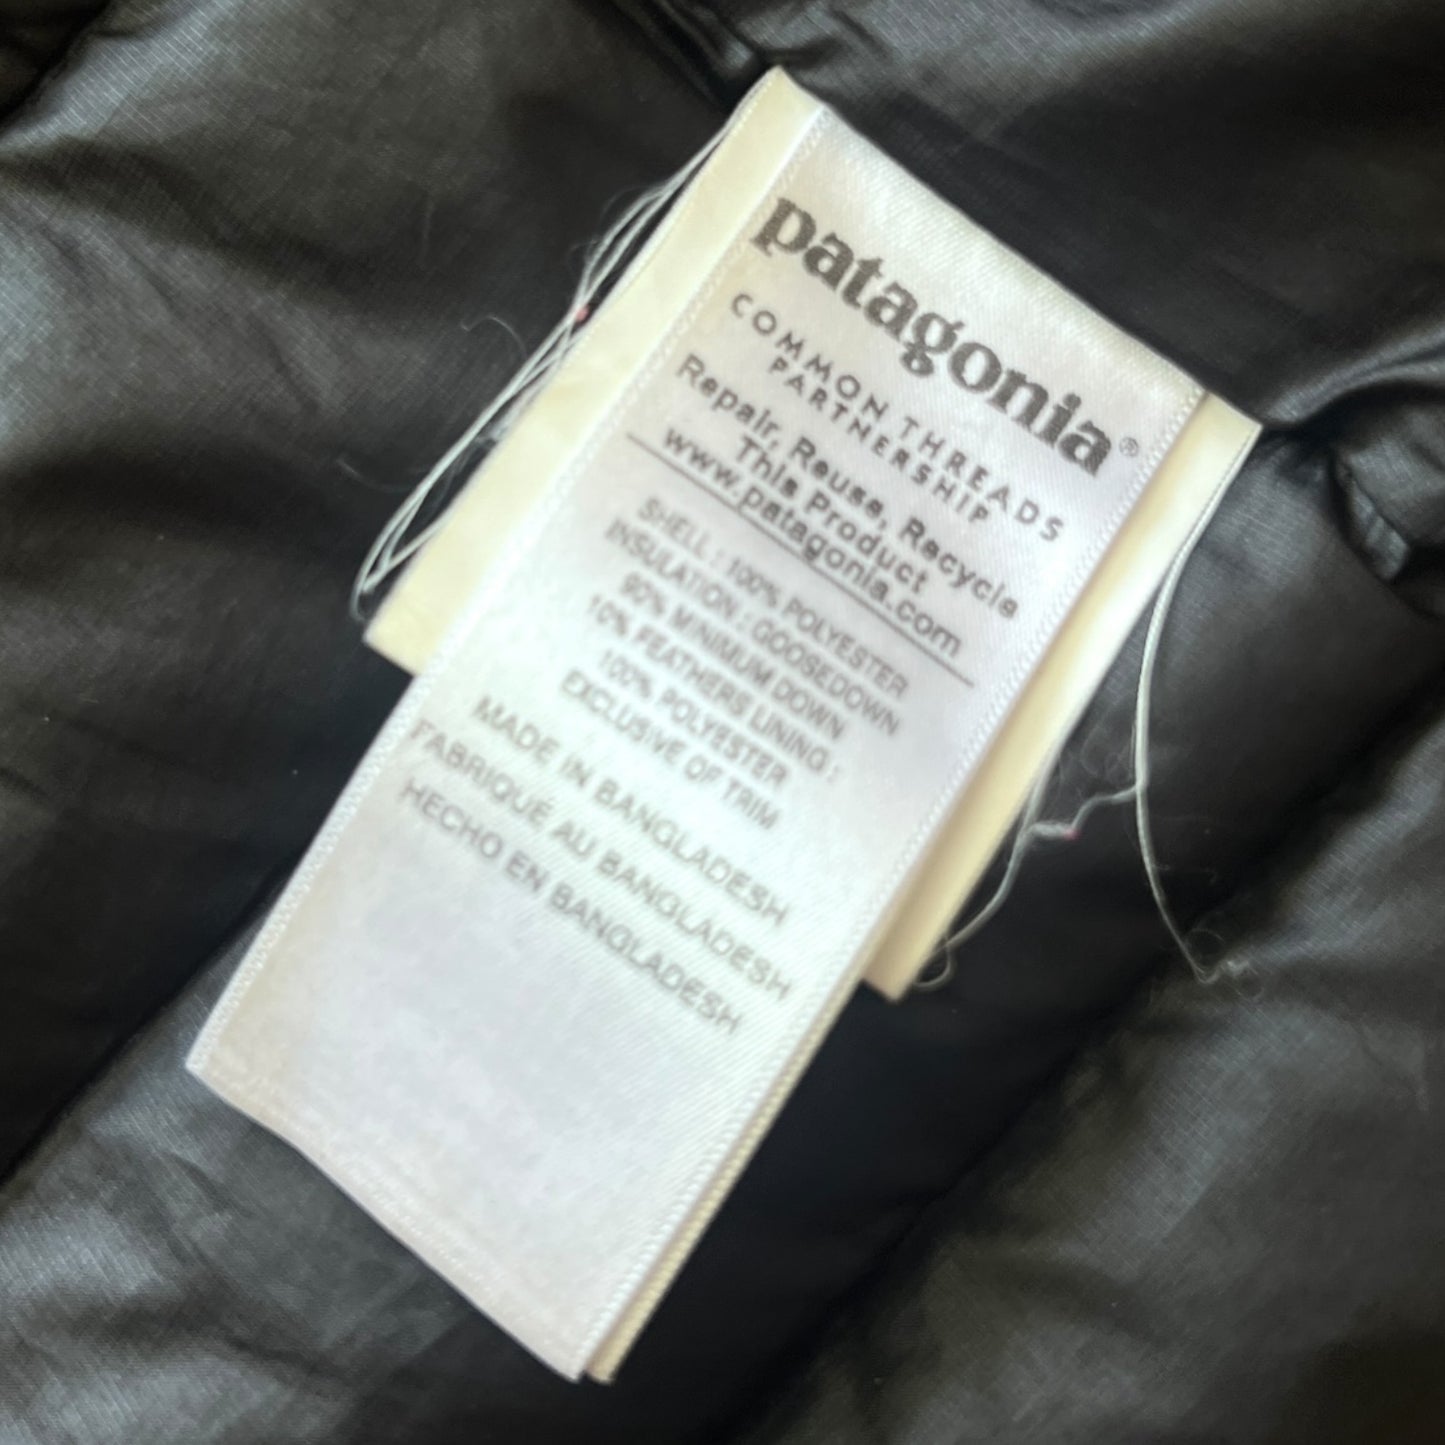 patagonia®
COMMON THREADS
PARTNERSHIP
Repair, Reuse, Recycle
This Product
www.patagonia.com
SHELL : 100% POLYESTER
INSULATION : GOOSEDOWN
90% MINIMUM DOWN
10% FEATHERS LINING :
100% POLYESTER
EXCLUSIVE OF TRIM
MADE IN BANGLADESH
FABRIQUÉ AU BANGLADESH
HECHO EN BANGLADESH